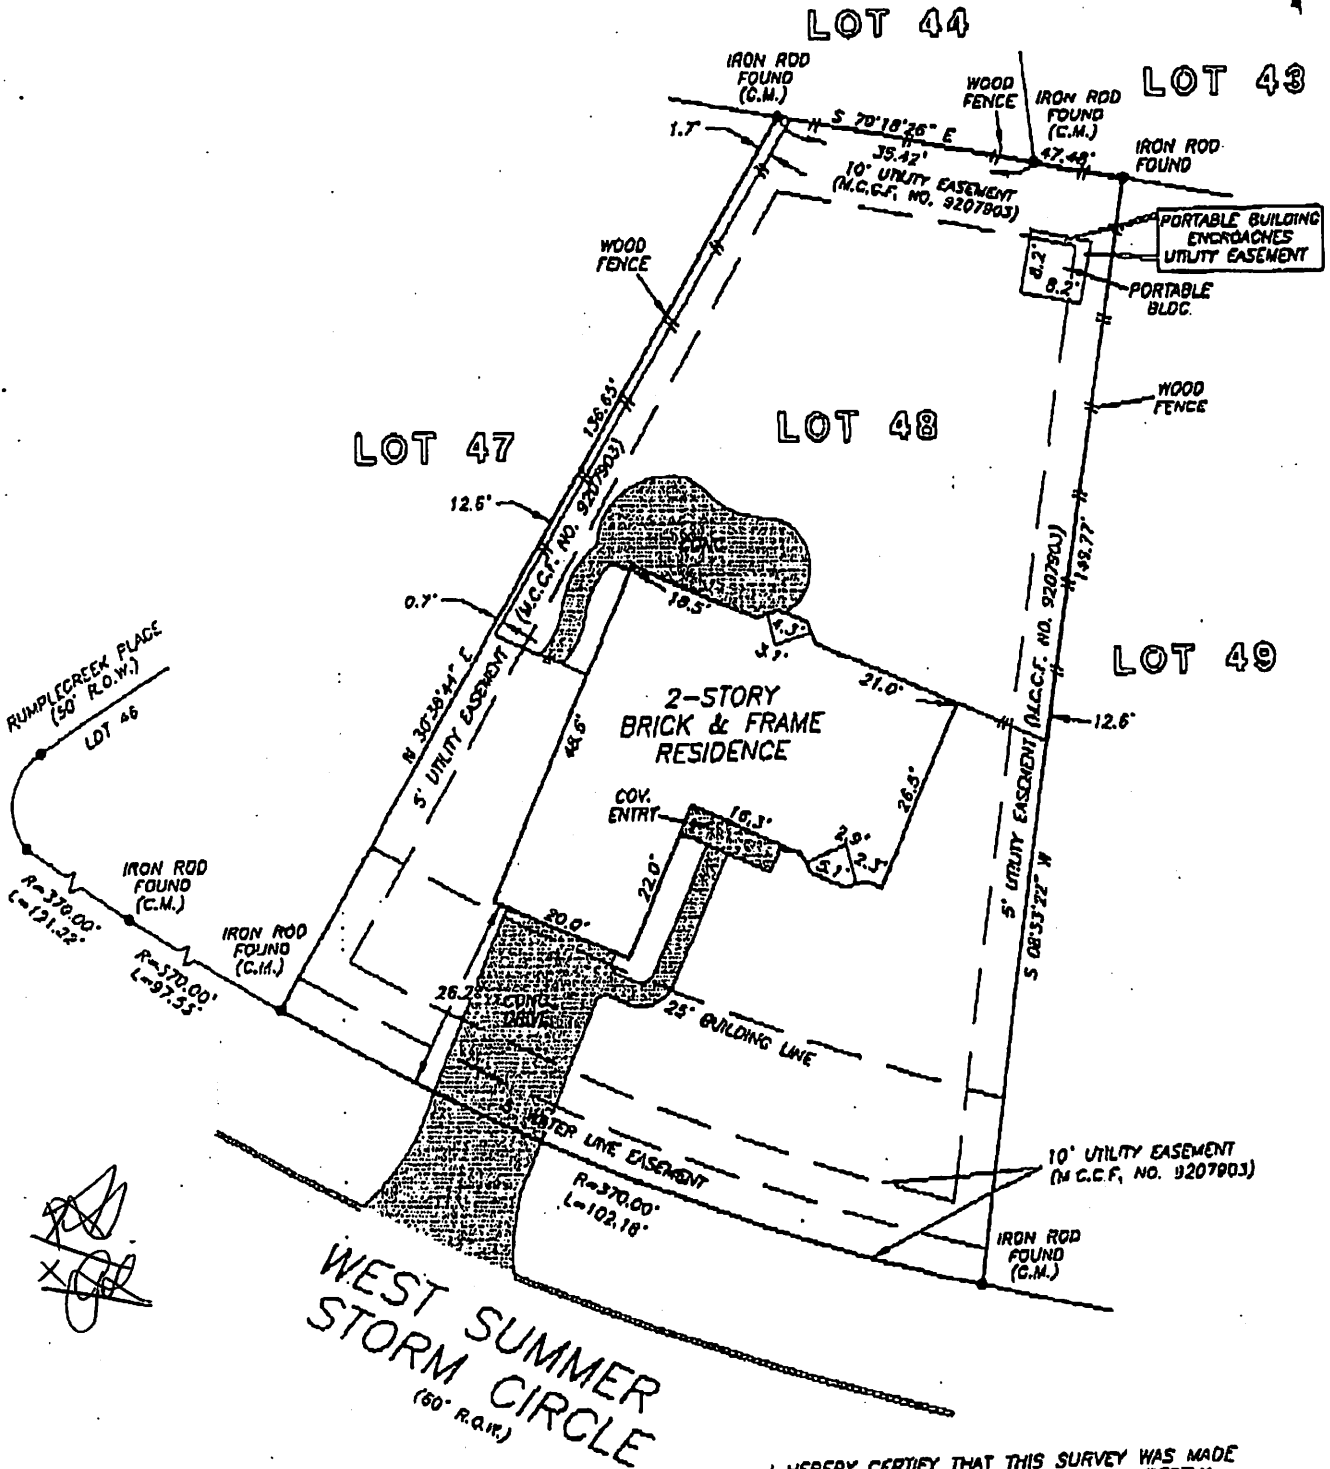 LOT 44
IRON ROD
FOUND
(C.M.)
WOOD
FENCE
IRON ROD
FOUND
(C.M.)
LOT 43
IRON ROD
FOUND
1.7'
S 70°18'26" E
35.42'
47.48'
10' UTILITY EASEMENT
(M.C.C.F. NO. 9207903)
PORTABLE BUILDING
ENCROACHES
UTILITY EASEMENT
8.2'
8.2'
PORTABLE
BLDG.
WOOD
FENCE
WOOD
FENCE
LOT 47
LOT 48
12.6'
(M.C.C.F. NO. 9207903)
CONC.
18.5'
4.3'
0.7'
N 30°38'44" E
5' UTILITY EASEMENT
21.0'
LOT 49
12.6'
(M.C.C.F. NO. 9207903)
5' UTILITY EASEMENT
S 08°53'22" W
RUMPLECREEK PLACE
(50' R.O.W.)
LOT 46
2-STORY
BRICK & FRAME
RESIDENCE
48.6'
26.5'
COV.
ENTRY
16.3'
2.9'
5.1'
22.0'
20.0'
IRON ROD
FOUND
(C.M.)
R=370.00'
L=121.22'
IRON ROD
FOUND
(C.M.)
R=370.00'
L=97.55'
26.2'
CONC.
DRIVE
25' BUILDING LINE
WATER LINE EASEMENT
R=370.00'
L=102.18'
10' UTILITY EASEMENT
(M.C.C.F. NO. 9207903)
IRON ROD
FOUND
(C.M.)
X
WEST SUMMER
STORM CIRCLE
(60' R.O.W.)
I HEREBY CERTIFY THAT THIS SURVEY WAS MADE